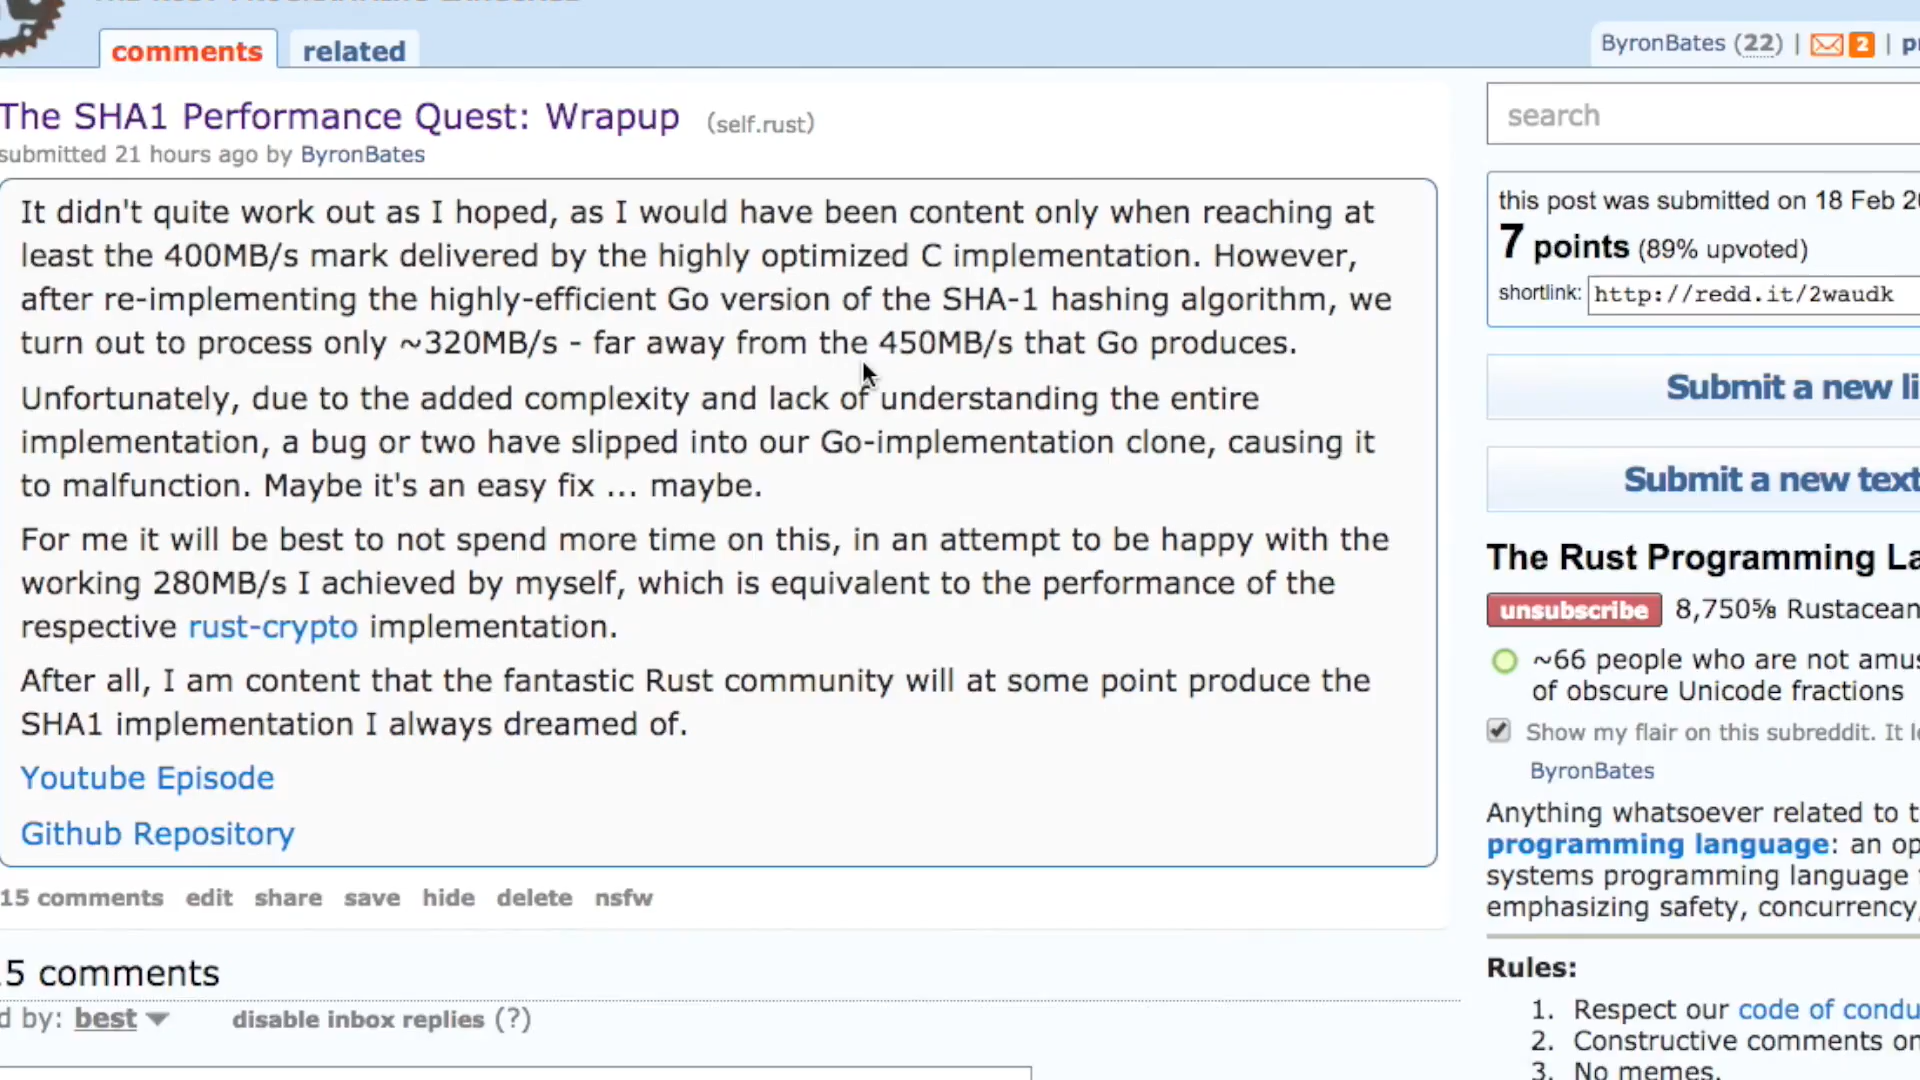 comments related
ByronBates (22) | 2 |
The SHA1 Performance Quest: Wrapup (self.rust)
submitted 21 hours ago by ByronBates
It didn't quite work out as I hoped, as I would have been content only when reaching at
least the 400MB/s mark delivered by the highly optimized C implementation. However,
after re-implementing the highly-efficient Go version of the SHA-1 hashing algorithm, we
turn out to process only ~320MB/s - far away from the 450MB/s that Go produces.
Unfortunately, due to the added complexity and lack of understanding the entire
implementation, a bug or two have slipped into our Go-implementation clone, causing it
to malfunction. Maybe it's an easy fix ... maybe.
For me it will be best to not spend more time on this, in an attempt to be happy with the
working 280MB/s I achieved by myself, which is equivalent to the performance of the
respective rust-crypto implementation.
After all, I am content that the fantastic Rust community will at some point produce the
SHA1 implementation I always dreamed of.
Youtube Episode
Github Repository
15 comments edit share save hide delete nsfw
5 comments
d by: best disable inbox replies (?)
search
this post was submitted on 18 Feb
7 points (89% upvoted)
shortlink: http://redd.it/2waudk
Submit a new
Submit a new text
The Rust Programming
unsubscribe 8,750⅝ Rustacean
~66 people who are not
of obscure Unicode fractions
Show my flair on this subreddit. It
ByronBates
Anything whatsoever related to
programming language: an
systems programming language
emphasizing safety, concurrency,
Rules:
1. Respect our code of
2. Constructive comments
3. No memes.